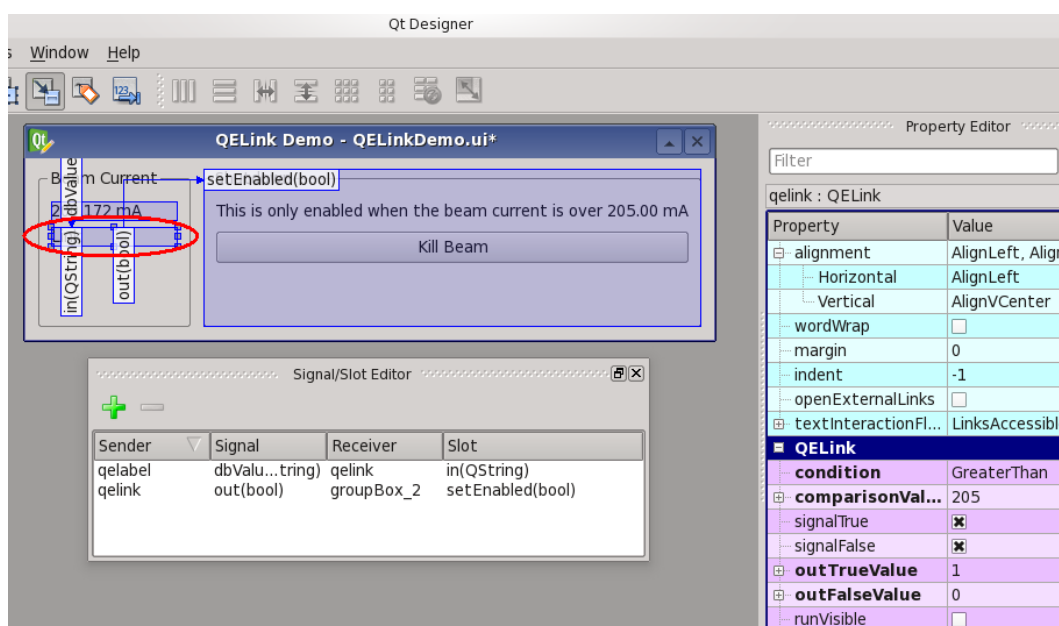 Qt Designer
s Window Help
123
Property Editor
Qt QELink Demo - QELinkDemo.ui*
Filter
qelink : QELink
Property Value
alignment AlignLeft, Align
Horizontal AlignLeft
Vertical AlignVCenter
wordWrap
margin 0
indent -1
openExternalLinks
textInteractionFl... LinksAccessibl
QELink
condition GreaterThan
comparisonVal... 205
signalTrue
signalFalse
outTrueValue 1
outFalseValue 0
runVisible
m Current
dbValue
setEnabled(bool)
172 mA
This is only enabled when the beam current is over 205.00 mA
in(QString)
out(bool)
Kill Beam
Signal/Slot Editor
Sender Signal Receiver Slot
qelabel dbValu...tring) qelink in(QString)
qelink out(bool) groupBox_2 setEnabled(bool)